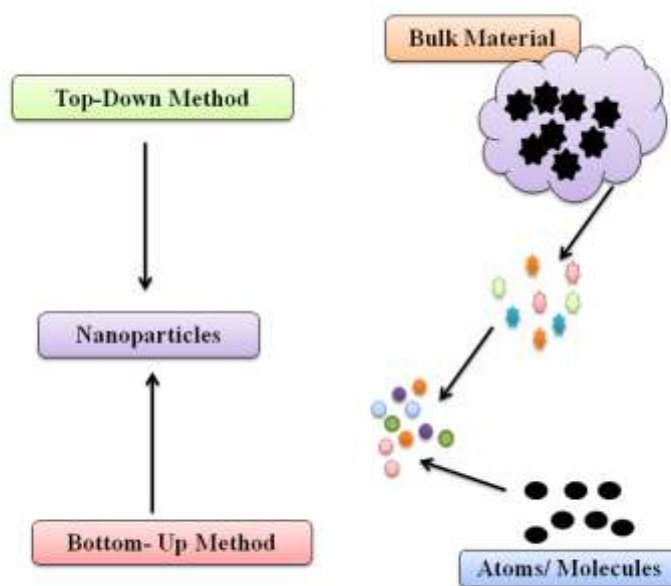 Bulk Material
Top-Down Method
Nanoparticles
Bottom- Up Method
Atoms/ Molecules